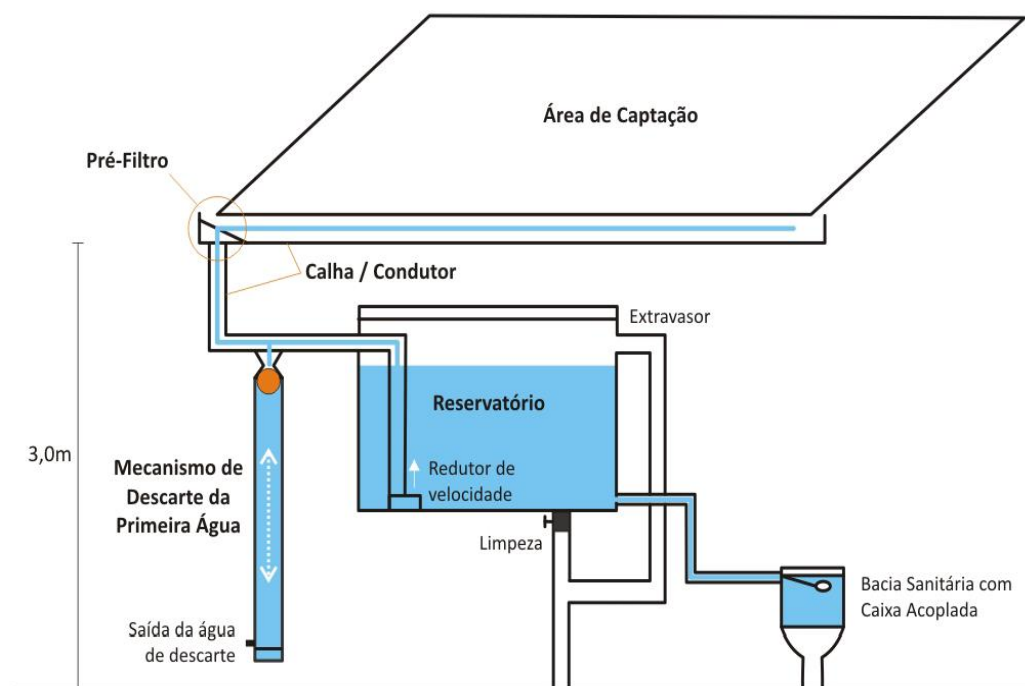 Área de Captação
Pré-Filtro
Calha / Condutor
Extravasor
Reservatório
3,0m
Mecanismo de
Descarte da
Primeira Água
Redutor de
velocidade
Limpeza
Bacia Sanitária com
Caixa Acoplada
Saída da água
de descarte